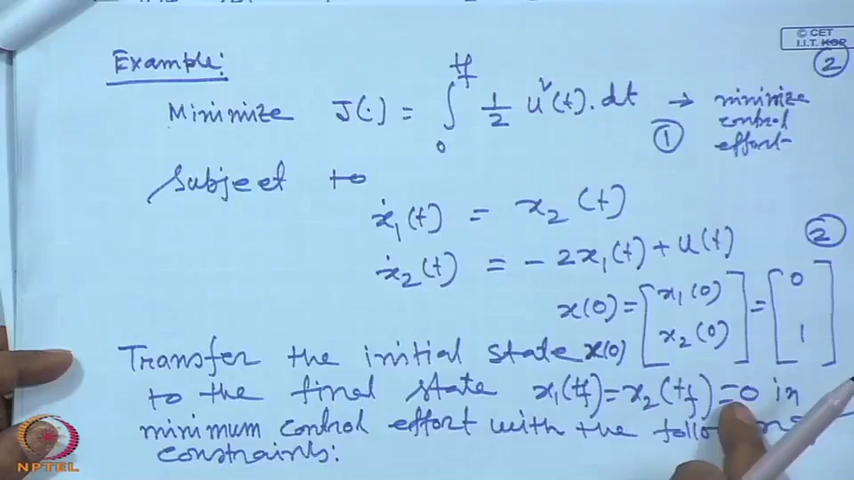 © CET
I.I.T. KGP
2
Example:
Minimize J(.) = ∫₀^{tf} 1/2 u²(t).dt → minimize control effort
①
Subject to
ẋ₁(t) = x₂(t)
ẋ₂(t) = -2x₁(t) + u(t) ②
x(0) = [x₁(0) x₂(0)] = [0 1]
Transfer the initial state x(0)
to the final state x₁(tf) = x₂(tf) = 0 in
minimum control effort with the
constraints:
NPTEL